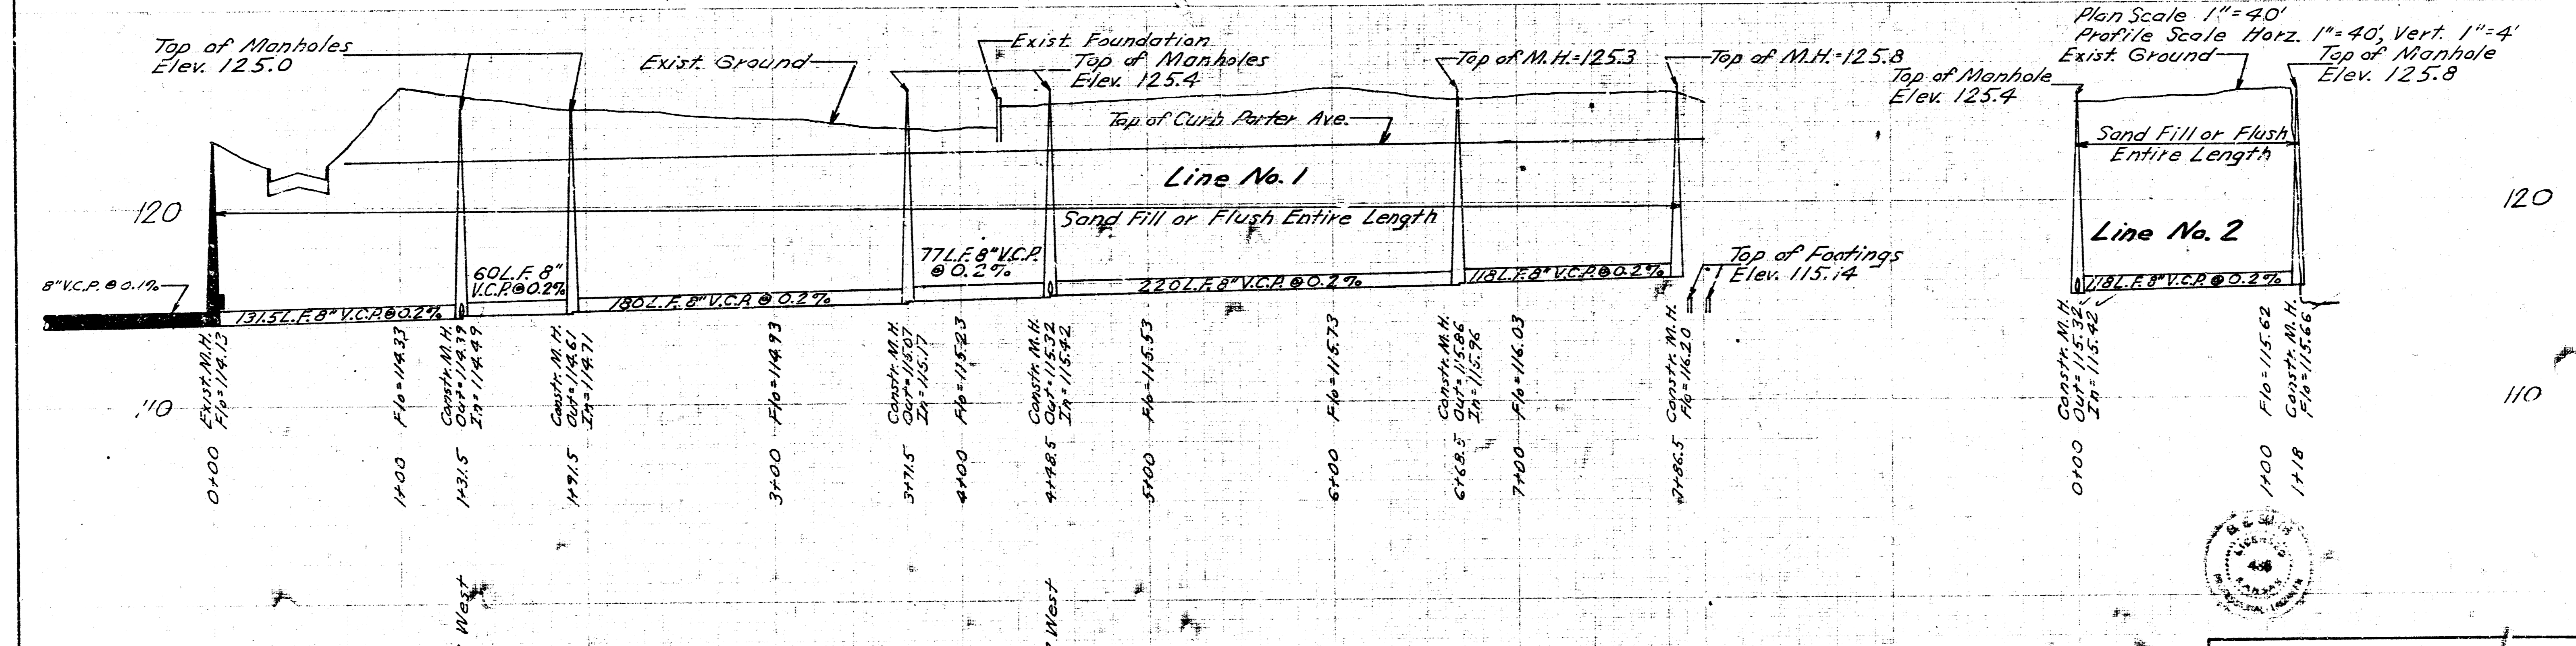 Plan Scale 1"=40'
Profile Scale Horz. 1"=40', Vert. 1"=4'
Top of Manholes
Elev. 125.0
Exist. Ground
Exist. Foundation
Top of Manholes
Elev. 125.4
Top of M.H.=125.3
Top of M.H.=125.8
Top of Manhole
Elev. 125.4
Exist. Ground
Top of Manhole
Elev. 125.8
Top of Curb Porter Ave.
Sand Fill or Flush
Entire Length
Line No. 1
120
Sand Fill or Flush Entire Length
120
Line No. 2
8" V.C.P. @ 0.1%
131.5 L.F. 8" V.C.P. @ 0.2%
60 L.F. 8"
V.C.P. @ 0.2%
180 L.F. 8" V.C.P. @ 0.2%
77 L.F. 8" V.C.P.
@ 0.2%
220 L.F. 8" V.C.P. @ 0.2%
118 L.F. 8" V.C.P. @ 0.2%
Top of Footings
Elev. 115.14
118 L.F. 8" V.C.P. @ 0.2%
110
110
Exist. M.H.
Flo=114.13
0+00
Flo=114.33
1+00
Constr. M.H.
Out=114.39
In=114.49
1+31.5
Constr. M.H.
Out=114.61
In=114.71
1+91.5
Flo=114.93
3+00
Constr. M.H.
Out=115.07
In=115.17
3+71.5
Flo=115.23
4+00
Constr. M.H.
Out=115.32
In=115.42
4+48.5
Flo=115.53
5+00
Flo=115.73
6+00
Constr. M.H.
Out=115.86
In=115.96
6+68.5
Flo=116.03
7+00
Constr. M.H.
Flo=116.20
7+86.5
Constr. M.H.
Out=115.32
In=115.42
0+00
Flo=115.62
1+00
Constr. M.H.
Flo=115.66
1+18
West
West
LICENSED
KANSAS